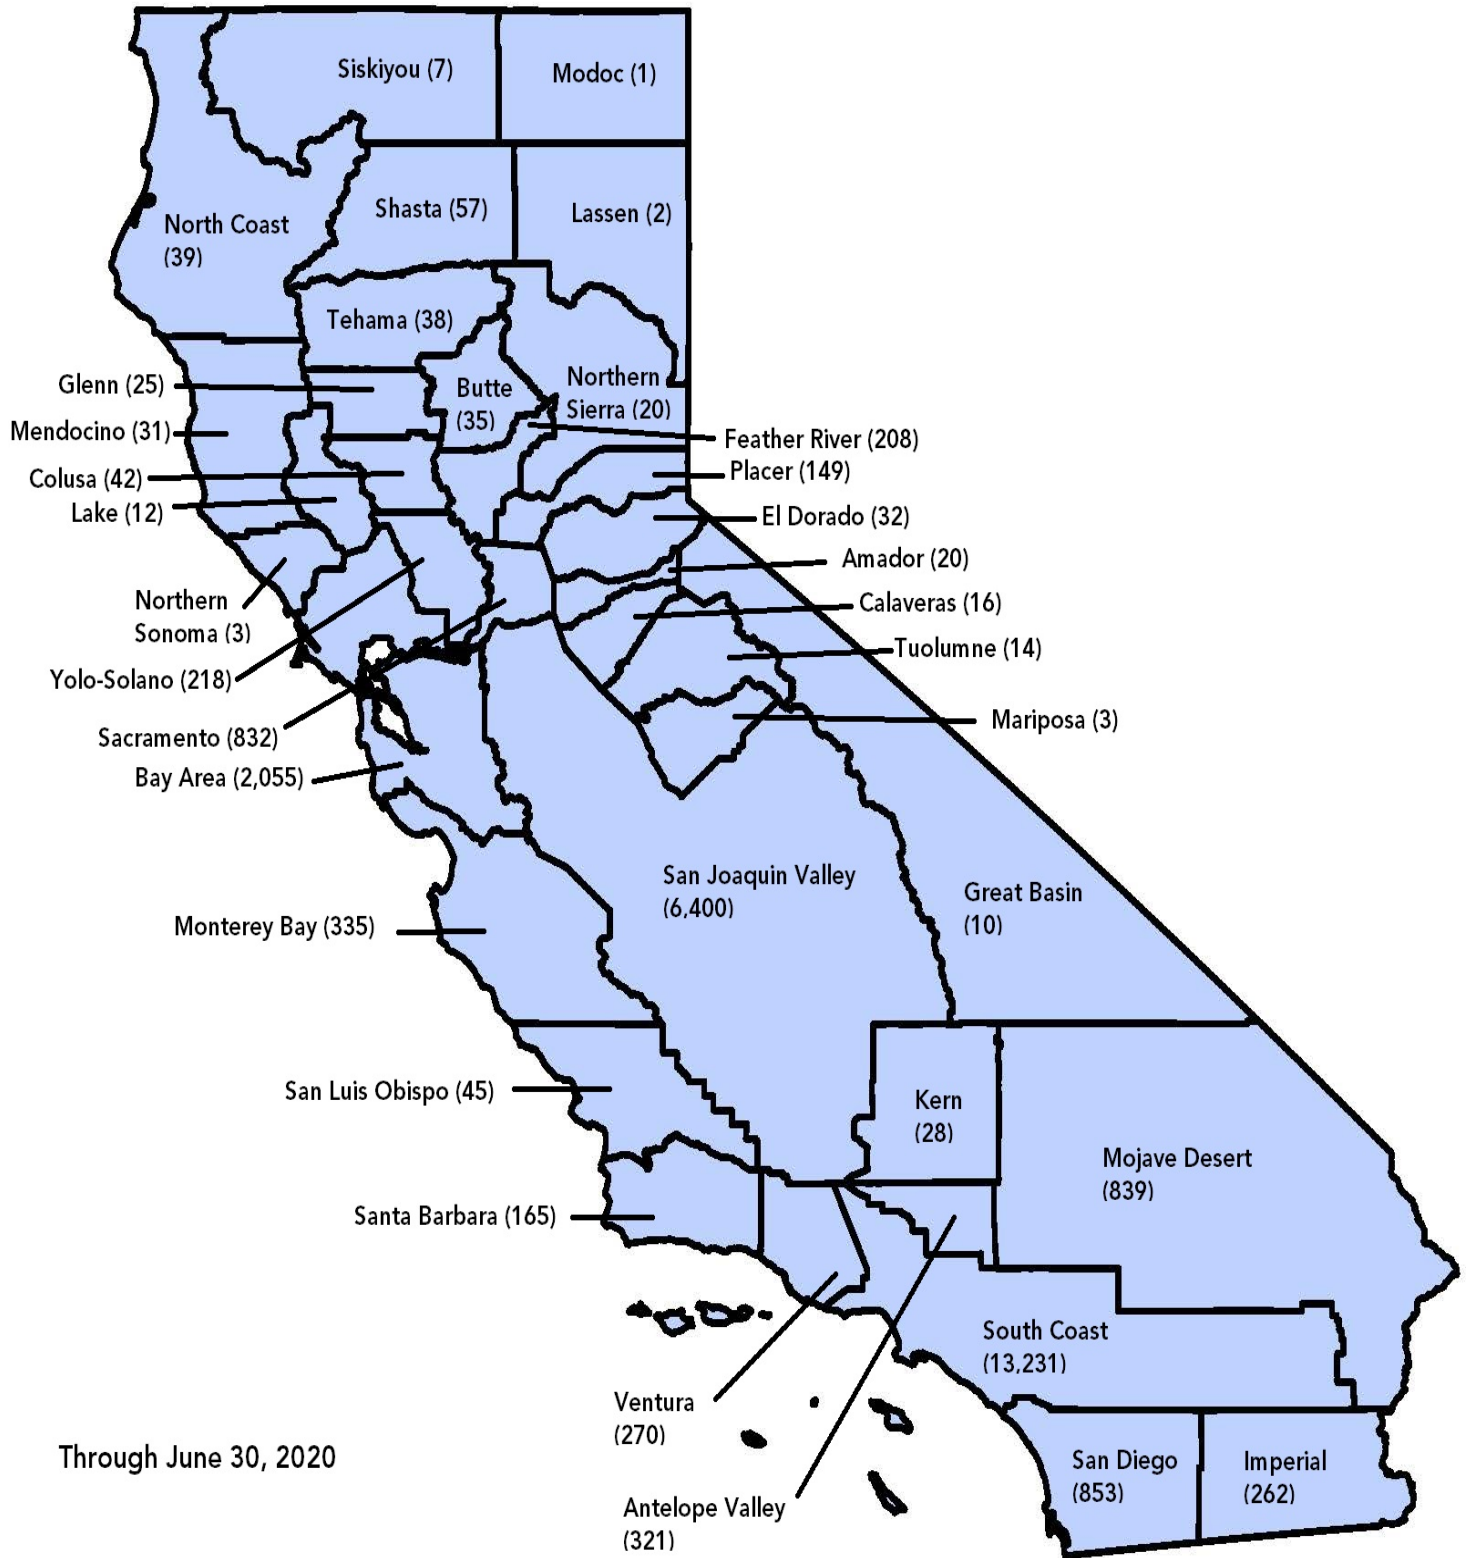 Siskiyou (7)
Modoc (1)
Shasta (57)
Lassen (2)
North Coast
(39)
Tehama (38)
Glenn (25)
Butte
(35)
Northern
Sierra (20)
Mendocino (31)
Feather River (208)
Colusa (42)
Placer (149)
Lake (12)
El Dorado (32)
Amador (20)
Northern
Sonoma (3)
Calaveras (16)
Tuolumne (14)
Yolo-Solano (218)
Mariposa (3)
Sacramento (832)
Bay Area (2,055)
San Joaquin Valley
(6,400)
Great Basin
(10)
Monterey Bay (335)
San Luis Obispo (45)
Kern
(28)
Mojave Desert
(839)
Santa Barbara (165)
South Coast
(13,231)
Ventura
(270)
Through June 30, 2020
San Diego
(853)
Imperial
(262)
Antelope Valley
(321)